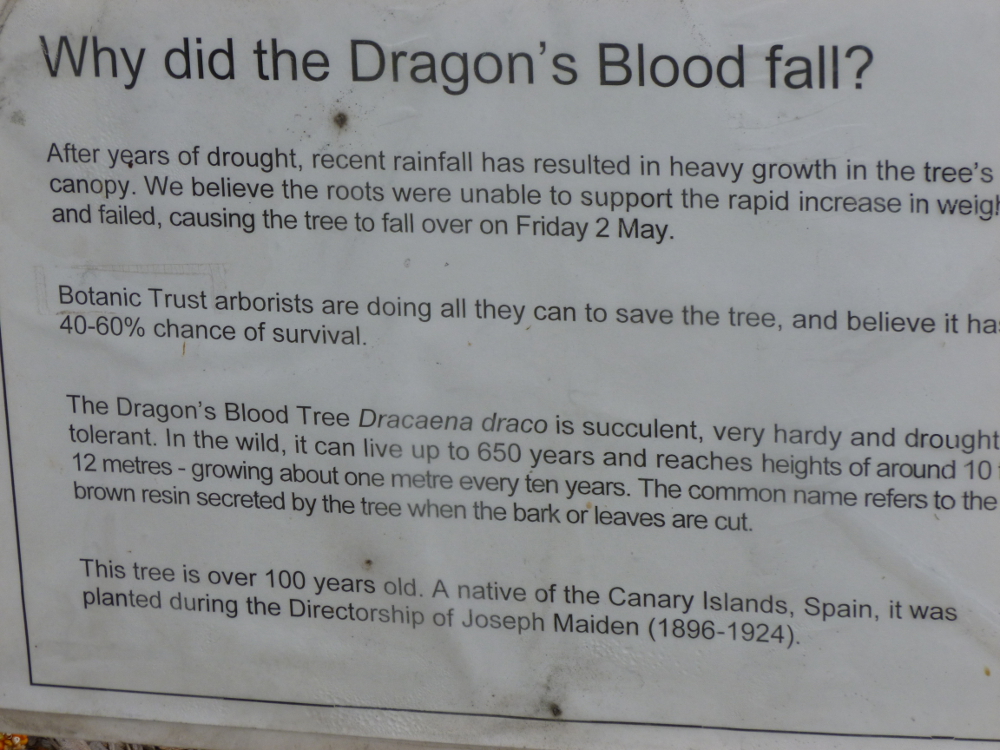 Why did the Dragon's Blood fall?
After years of drought, recent rainfall has resulted in heavy growth in the tree's
canopy. We believe the roots were unable to support the rapid increase in
and failed, causing the tree to fall over on Friday 2 May.
Botanic Trust arborists are doing all they can to save the tree, and believe it
40-60% chance of survival.
The Dragon's Blood Tree Dracaena draco is succulent, very hardy and drought
tolerant. In the wild, it can live up to 650 years and reaches heights of around 10
12 metres - growing about one metre every ten years. The common name refers to the
brown resin secreted by the tree when the bark or leaves are cut.
This tree is over 100 years old. A native of the Canary Islands, Spain, it was
planted during the Directorship of Joseph Maiden (1896-1924).